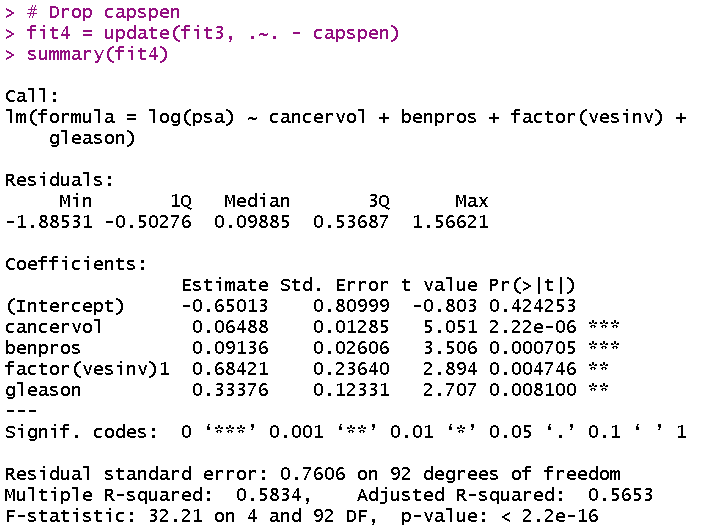 > # Drop capspen
> fit4 = update(fit3, .~. - capspen)
> summary(fit4)
Call:
lm(formula = log(psa) ~ cancervol + benpros + factor(vesinv) +
    gleason)
Residuals:
     Min       1Q   Median       3Q      Max
-1.88531 -0.50276  0.09885  0.53687  1.56621
Coefficients:
                Estimate Std. Error t value Pr(>|t|)
(Intercept)     -0.65013    0.80999  -0.803 0.424253
cancervol        0.06488    0.01285   5.051 2.22e-06 ***
benpros          0.09136    0.02606   3.506 0.000705 ***
factor(vesinv)1  0.68421    0.23640   2.894 0.004746 **
gleason          0.33376    0.12331   2.707 0.008100 **
---
Signif. codes:  0 ‘***’ 0.001 ‘**’ 0.01 ‘*’ 0.05 ‘.’ 0.1 ‘ ’ 1
Residual standard error: 0.7606 on 92 degrees of freedom
Multiple R-squared:  0.5834,    Adjusted R-squared:  0.5653
F-statistic: 32.21 on 4 and 92 DF,  p-value: < 2.2e-16